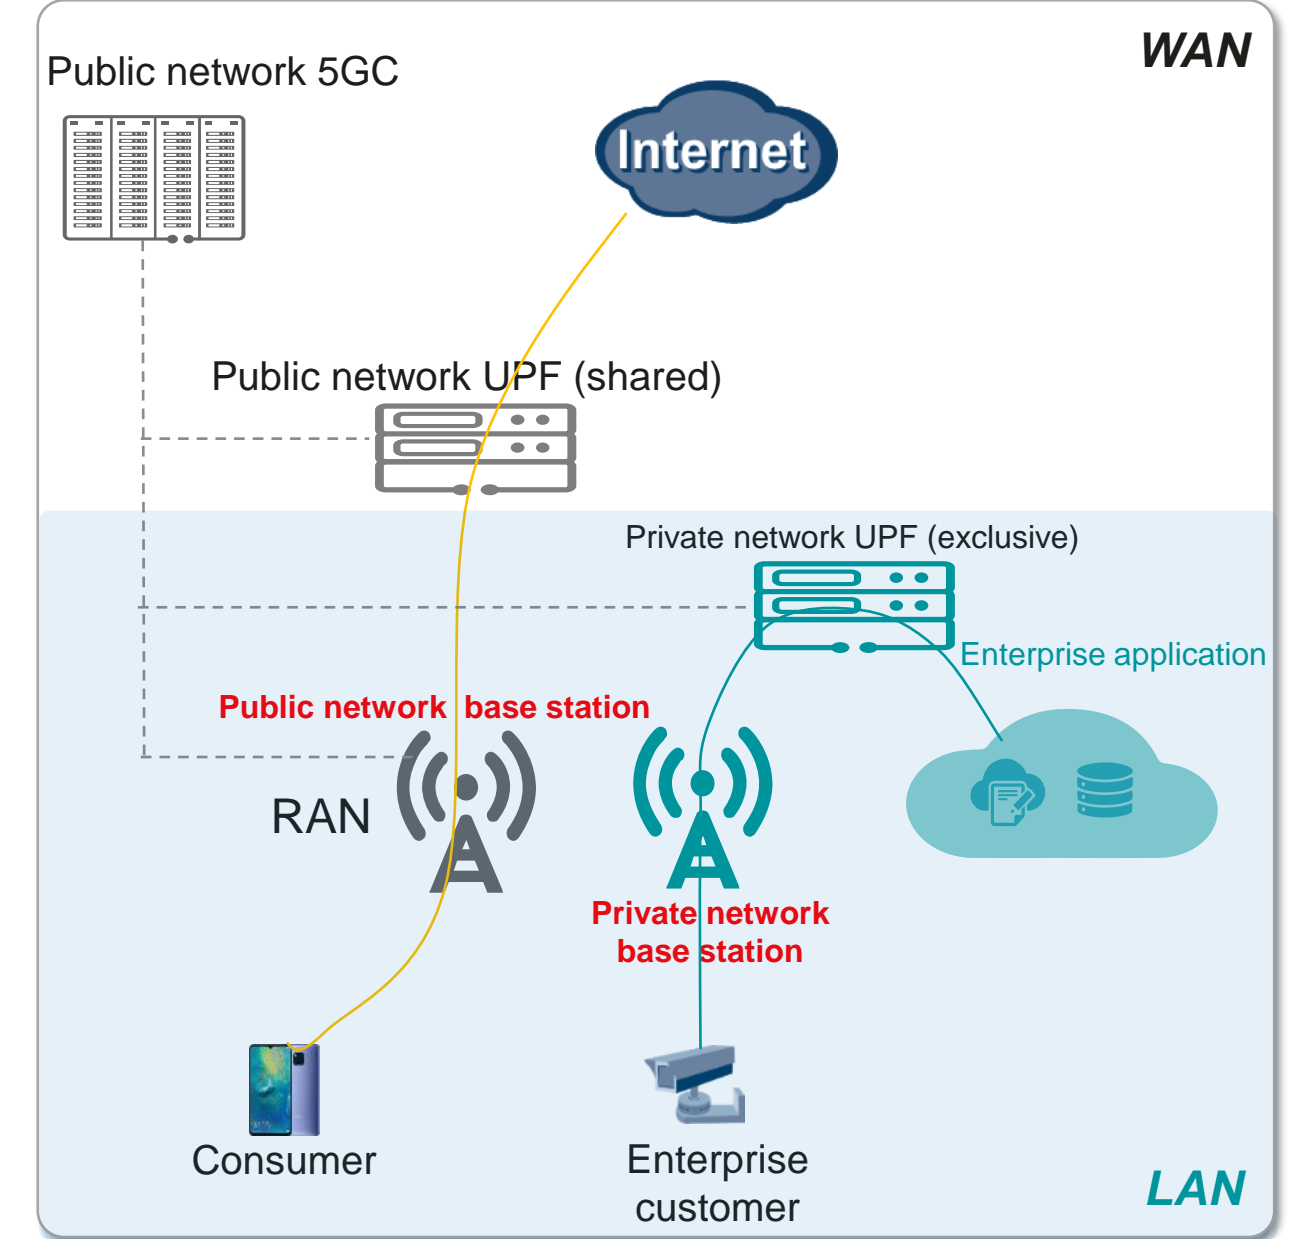 WAN
Public network 5GC
Internet
Public network UPF (shared)
Private network UPF (exclusive)
Enterprise application
Public network base station
RAN
Private network
base station
Consumer
Enterprise
customer
LAN